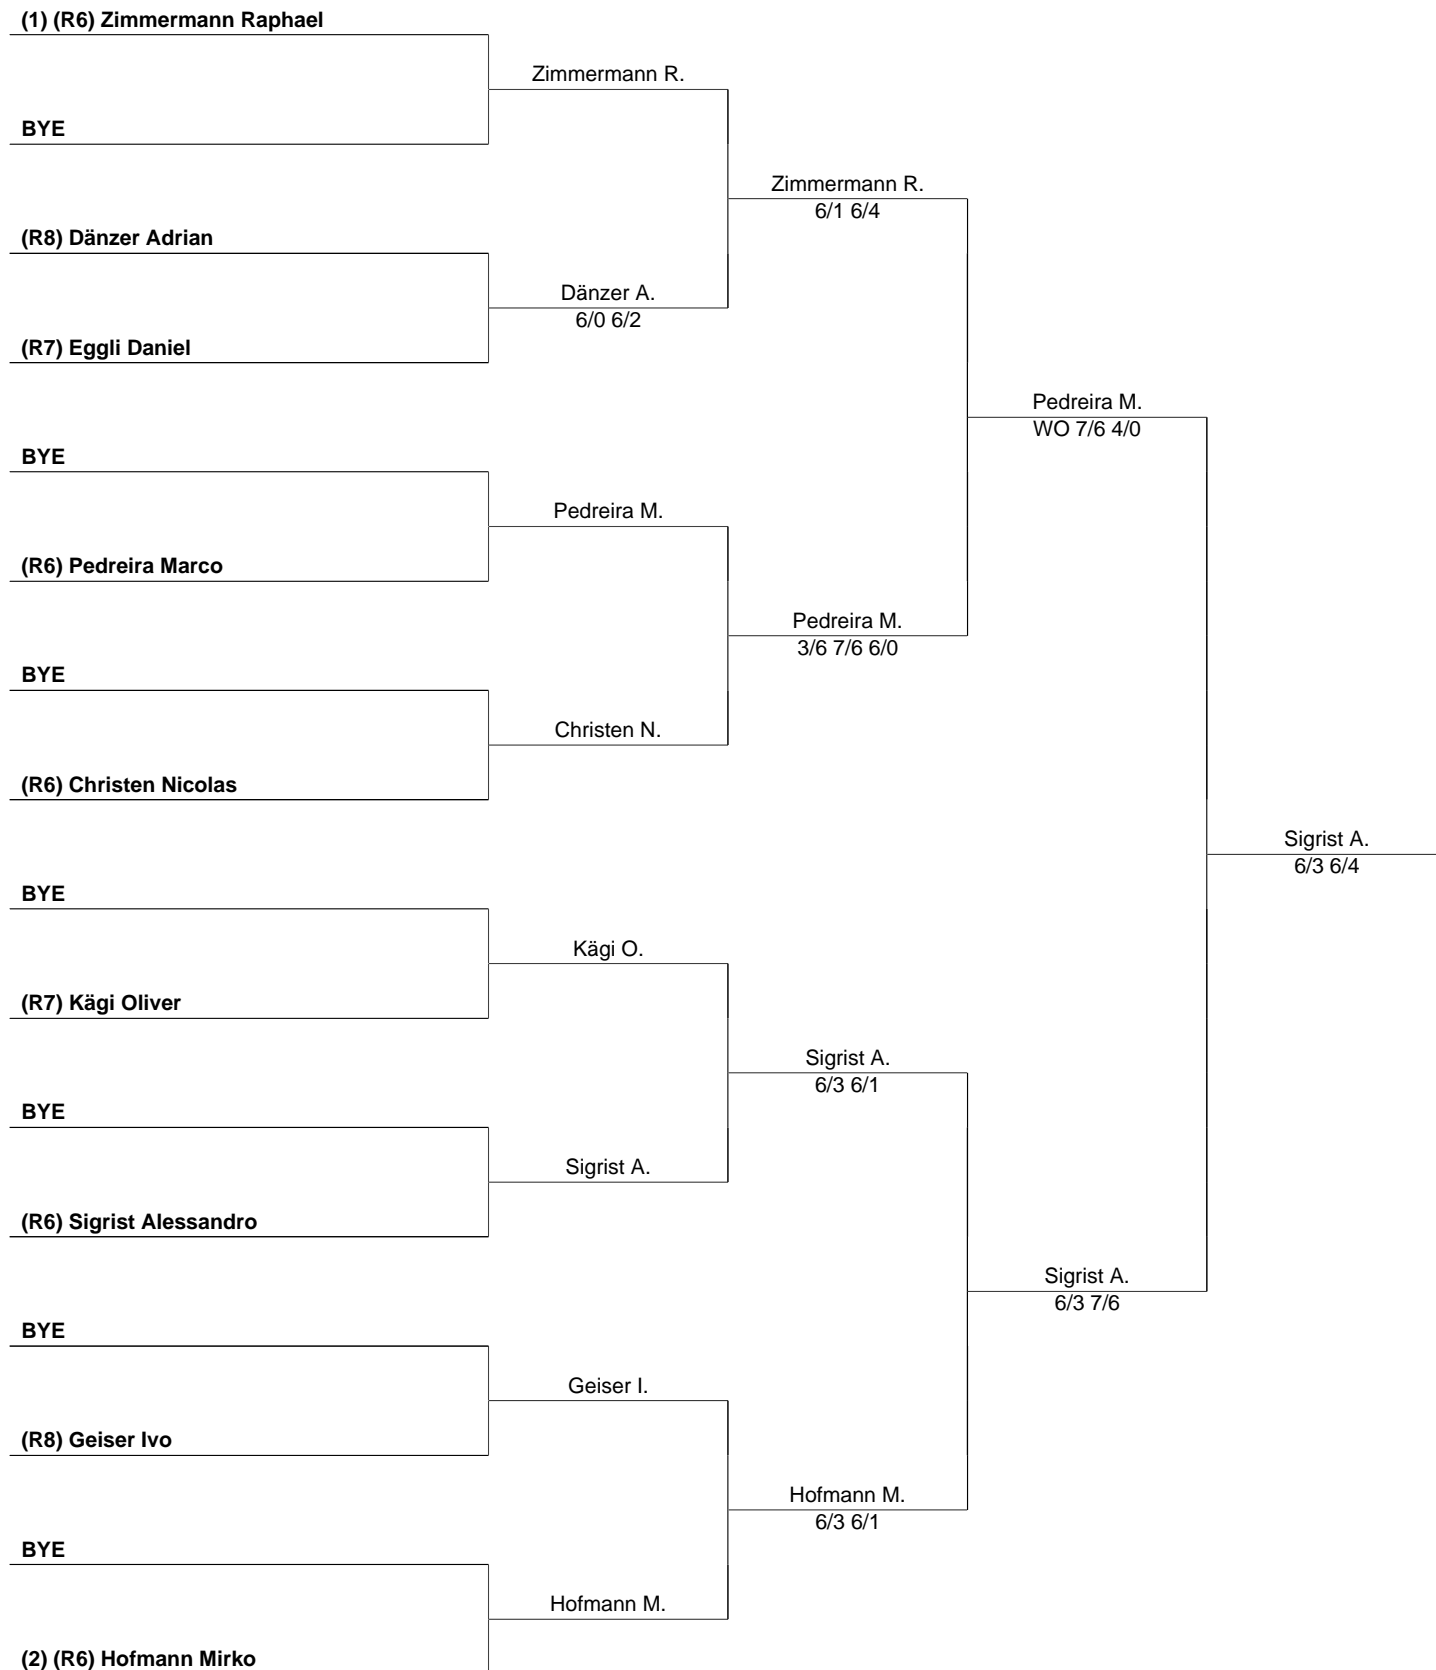 (1) (R6) Zimmermann Raphael
Zimmermann R.
BYE
Zimmermann R.
6/1 6/4
(R8) Dänzer Adrian
Dänzer A.
6/0 6/2
(R7) Eggli Daniel
Pedreira M.
WO 7/6 4/0
BYE
Pedreira M.
(R6) Pedreira Marco
Pedreira M.
3/6 7/6 6/0
BYE
Christen N.
(R6) Christen Nicolas
Sigrist A.
6/3 6/4
BYE
Kägi O.
(R7) Kägi Oliver
Sigrist A.
6/3 6/1
BYE
Sigrist A.
(R6) Sigrist Alessandro
Sigrist A.
6/3 7/6
BYE
Geiser I.
(R8) Geiser Ivo
Hofmann M.
6/3 6/1
BYE
Hofmann M.
(2) (R6) Hofmann Mirko